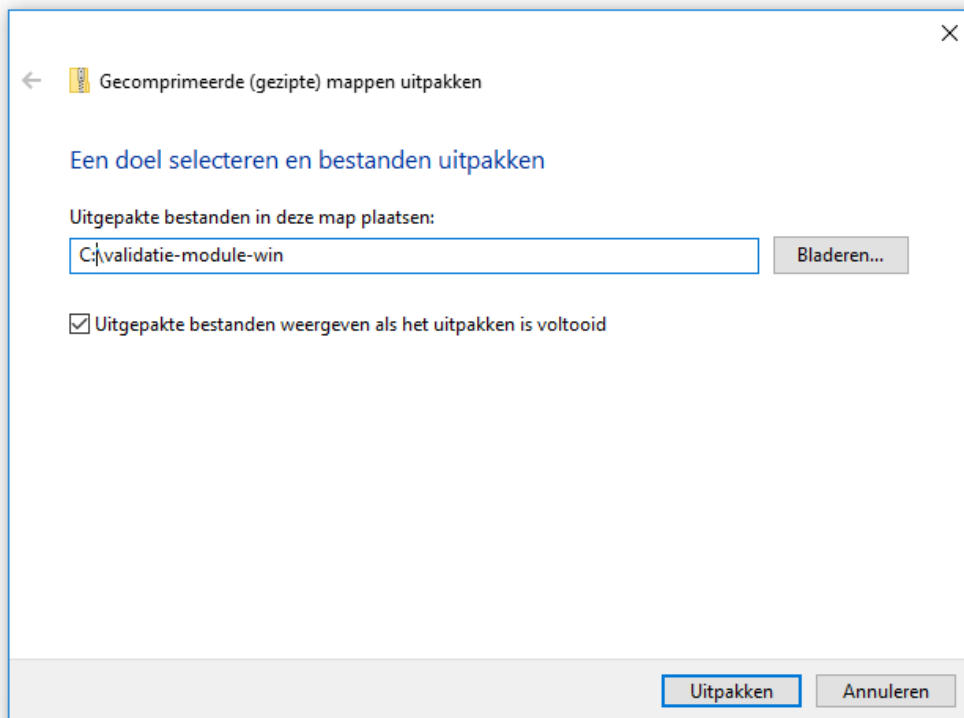 Gecomprimeerde (gezipte) mappen uitpakken
Een doel selecteren en bestanden uitpakken
Uitgepakte bestanden in deze map plaatsen:
C:\validatie-module-win
Bladeren...
Uitgepakte bestanden weergeven als het uitpakken is voltooid
Uitpakken
Annuleren